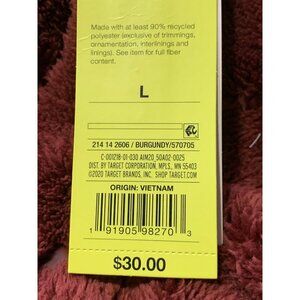 Made with at least 90% recycled
polyester (exclusive of trimmings,
ornamentation, interlinings and
linings). See item for full fiber
content.
L
214 14 2606 / BURGUNDY/570705
C-001218-01-030 AIM20_50A02-0025
DIST. BY TARGET CORPORATION, MPLS, MN 55403
©2020 TARGET BRANDS, INC. SHOP TARGET.COM
ORIGIN: VIETNAM
1 91905 98270 3
$30.00